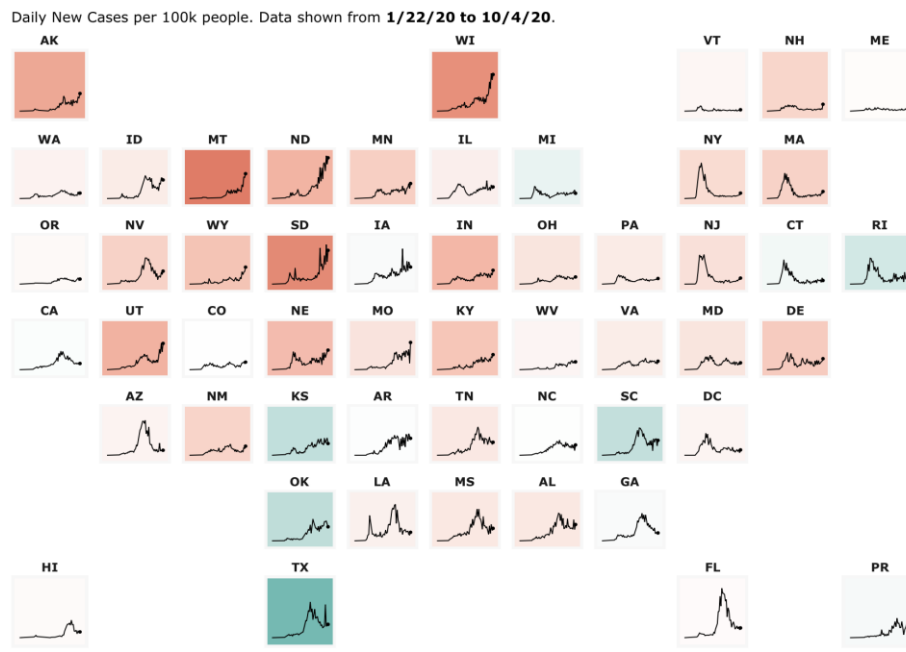 Daily New Cases per 100k people. Data shown from 1/22/20 to 10/4/20.
AK WI VT NH ME
WA ID MT ND MN IL MI NY MA
OR NV WY SD IA IN OH PA NJ CT RI
CA UT CO NE MO KY WV VA MD DE
AZ NM KS AR TN NC SC DC
OK LA MS AL GA
HI TX FL PR